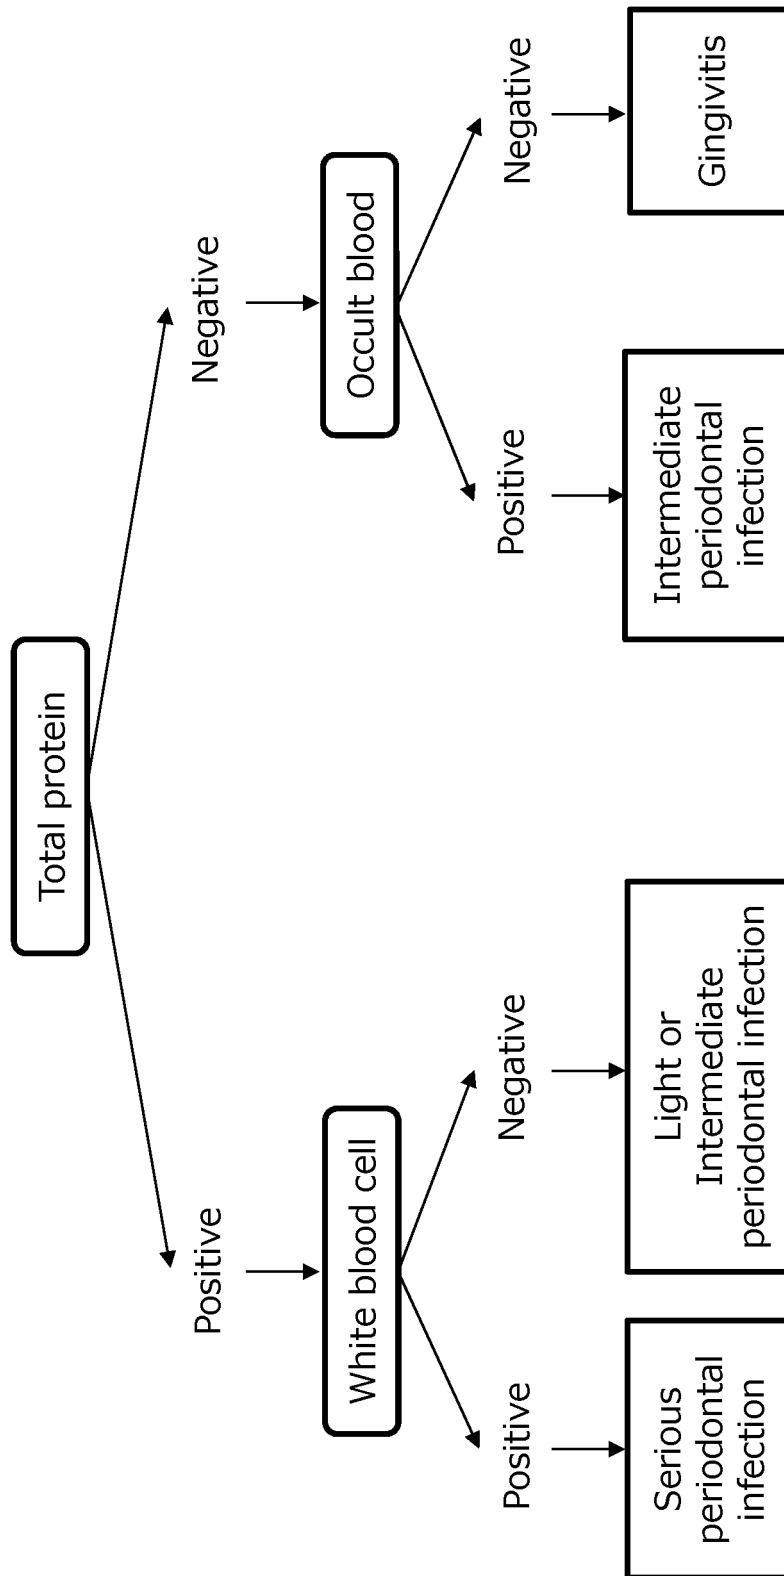 Total protein
Positive
Negative
White blood cell
Occult blood
Positive
Negative
Positive
Negative
Serious
periodontal
infection
Light or
Intermediate
periodontal infection
Intermediate
periodontal
infection
Gingivitis